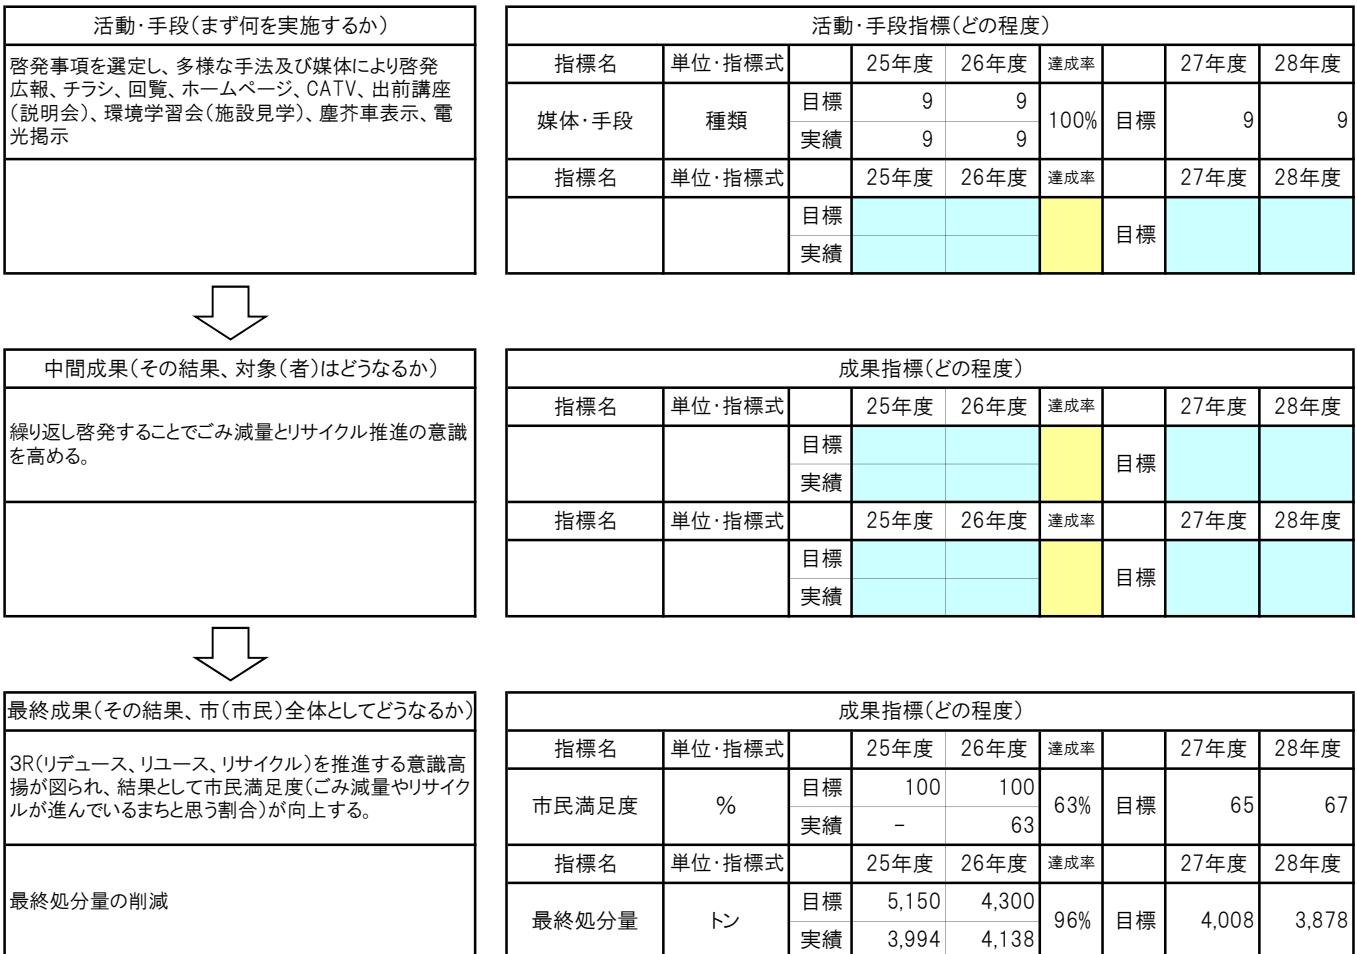 活動・手段(まず何を実施するか)
啓発事項を選定し、多様な手法及び媒体により啓発
広報、チラシ、回覧、ホームページ、CATV、出前講座
(説明会)、環境学習会(施設見学)、塵芥車表示、電
光掲示
活動・手段指標(どの程度)
指標名 単位・指標式 25年度 26年度 達成率 27年度 28年度
媒体・手段 種類 目標 9 9 100% 目標 9 9
実績 9 9
指標名 単位・指標式 25年度 26年度 達成率 27年度 28年度
目標 目標
実績
中間成果(その結果、対象(者)はどうなるか)
繰り返し啓発することでごみ減量とリサイクル推進の意識
を高める。
成果指標(どの程度)
指標名 単位・指標式 25年度 26年度 達成率 27年度 28年度
目標 目標
実績
指標名 単位・指標式 25年度 26年度 達成率 27年度 28年度
目標 目標
実績
最終成果(その結果、市(市民)全体としてどうなるか)
3R(リデュース、リユース、リサイクル)を推進する意識高
揚が図られ、結果として市民満足度(ごみ減量やリサイク
ルが進んでいるまちと思う割合)が向上する。
最終処分量の削減
成果指標(どの程度)
指標名 単位・指標式 25年度 26年度 達成率 27年度 28年度
市民満足度 % 目標 100 100 63% 目標 65 67
実績 - 63
指標名 単位・指標式 25年度 26年度 達成率 27年度 28年度
最終処分量 トン 目標 5,150 4,300 96% 目標 4,008 3,878
実績 3,994 4,138